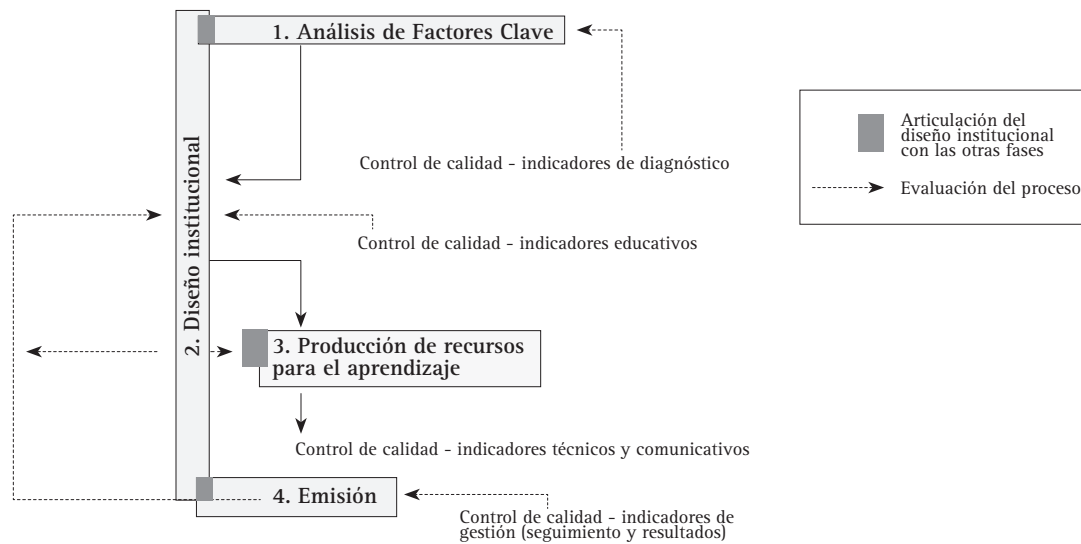 1. Análisis de Factores Clave
Control de calidad - indicadores de diagnóstico
2. Diseño institucional
Control de calidad - indicadores educativos
3. Producción de recursos
para el aprendizaje
Control de calidad - indicadores técnicos y comunicativos
4. Emisión
Control de calidad - indicadores de
gestión (seguimiento y resultados)
Articulación del
diseño institucional
con las otras fases
Evaluación del proceso